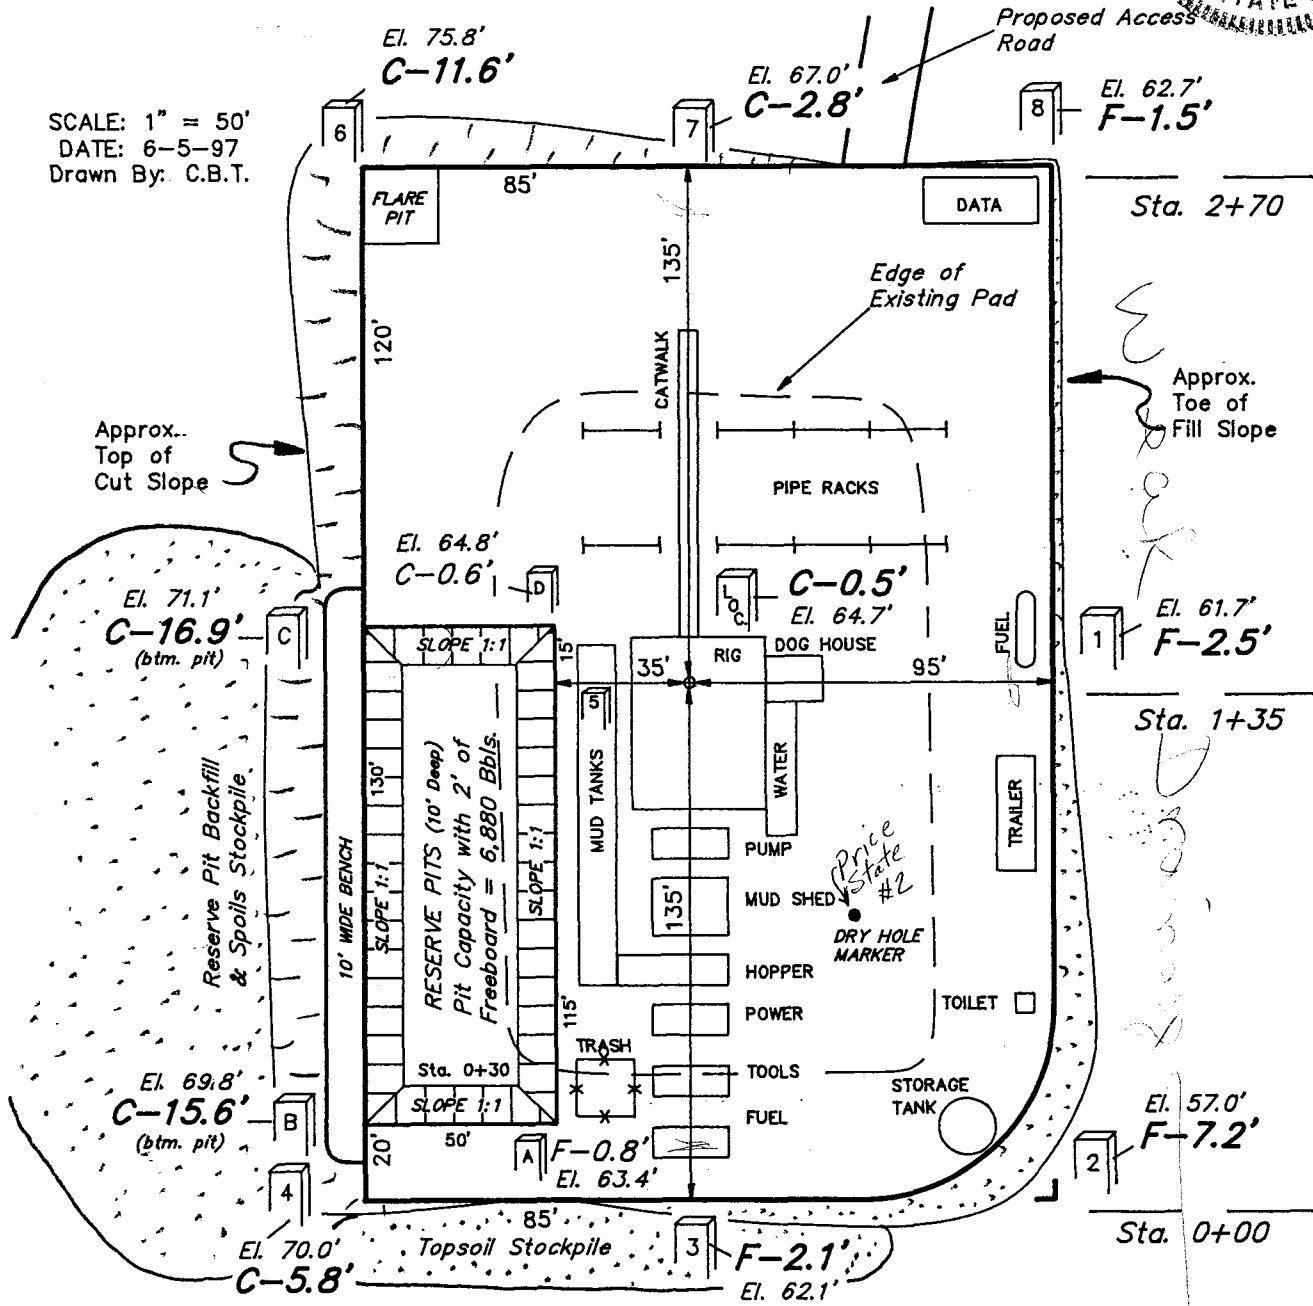 Proposed Access
Road
El. 75.8'
C-11.6'
El. 67.0'
C-2.8'
El. 62.7'
F-1.5'
SCALE: 1" = 50'
DATE: 6-5-97
Drawn By: C.B.T.
6
7
8
85'
FLARE
PIT
DATA
Sta. 2+70
135'
Edge of
Existing Pad
120'
CATWALK
Approx.
Toe of
Fill Slope
Approx.
Top of
Cut Slope
PIPE RACKS
El. 64.8'
C-0.6'
D
L
O
C.
C-0.5'
El. 64.7'
El. 71.1'
C-16.9'
(btm. pit)
C
FUEL
1
El. 61.7'
F-2.5'
SLOPE 1:1
15'
RIG
DOG HOUSE
35'
95'
5
Sta. 1+35
Reserve Pit Backfill
& Spoils Stockpile
10' WIDE BENCH
130'
SLOPE 1:1
RESERVE PITS (10' Deep)
Pit Capacity with 2' of
Freeboard = 6,880 Bbls.
SLOPE 1:1
MUD TANKS
WATER
TRAILER
PUMP
Price
State
#2
MUD SHED
135'
DRY HOLE
MARKER
HOPPER
115'
POWER
TOILET
TRASH
Sta. 0+30
TOOLS
El. 69.8'
C-15.6'
(btm. pit)
B
SLOPE 1:1
STORAGE
TANK
FUEL
El. 57.0'
F-7.2'
2
20'
50'
A
F-0.8'
El. 63.4'
4
85'
El. 70.0'
C-5.8'
Topsoil Stockpile
3
F-2.1'
El. 62.1'
Sta. 0+00